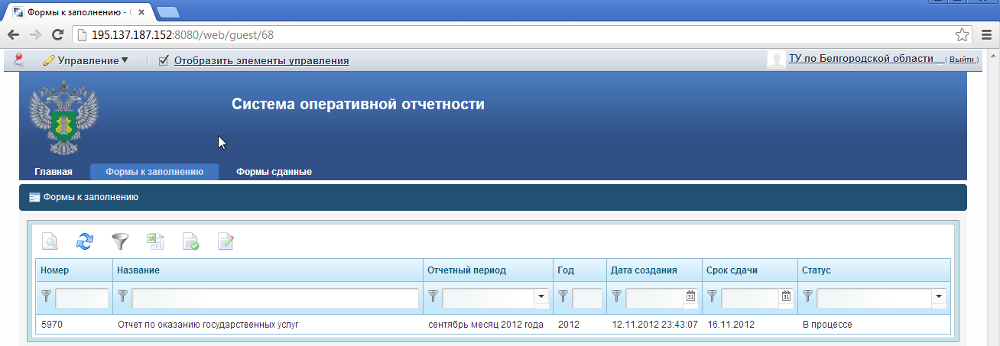 Формы к заполнению - С
195.137.187.152:8080/web/guest/68
Управление Отобразить элементы управления ТУ по Белгородской области ( Выйти )
Система оперативной отчетности
Главная Формы к заполнению Формы сданные
Формы к заполнению
Номер Название Отчетный период Год Дата создания Срок сдачи Статус
31 31
5970 Отчет по оказанию государственных услуг сентябрь месяц 2012 года 2012 12.11.2012 23:43:07 16.11.2012 В процессе